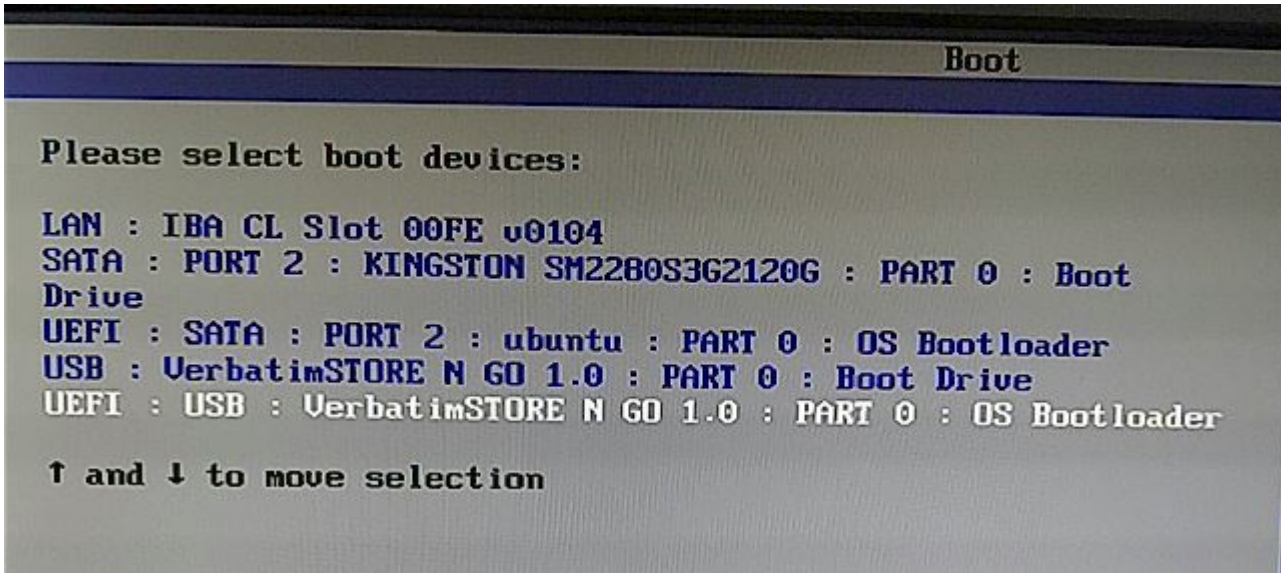 Boot
Please select boot devices:
LAN : IBA CL Slot 00FE v0104
SATA : PORT 2 : KINGSTON SM2280S3G2120G : PART 0 : Boot
Drive
UEFI : SATA : PORT 2 : ubuntu : PART 0 : OS Bootloader
USB : VerbatimSTORE N GO 1.0 : PART 0 : Boot Drive
UEFI : USB : VerbatimSTORE N GO 1.0 : PART 0 : OS Bootloader
↑ and ↓ to move selection